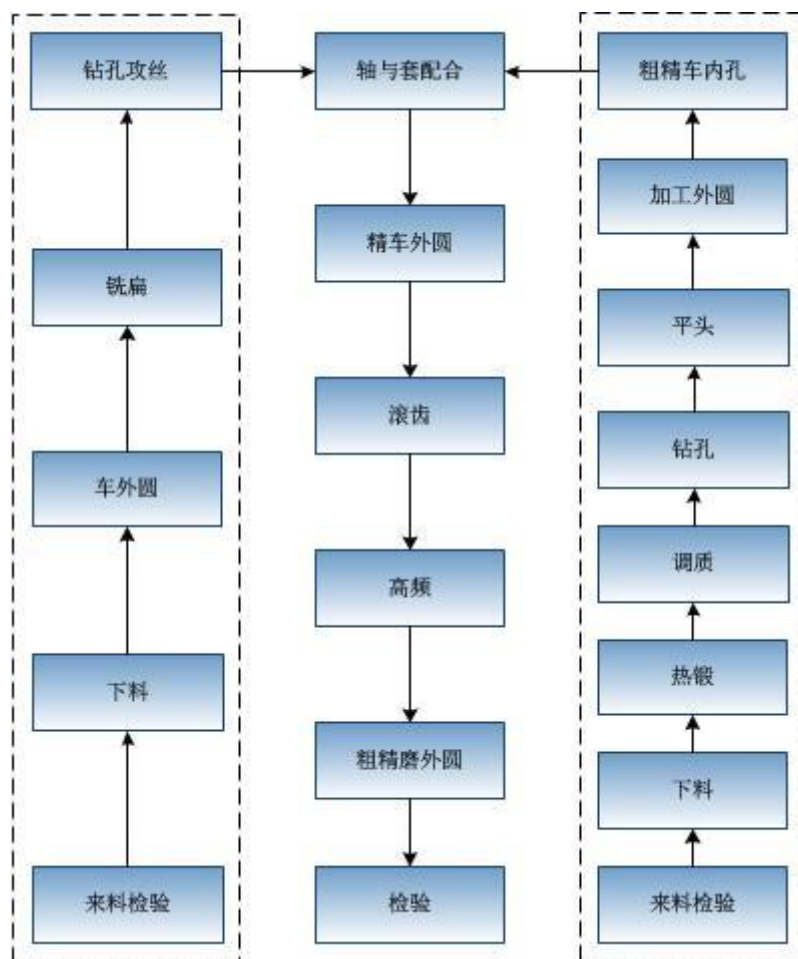 钻孔攻丝
铣扁
车外圆
下料
来料检验
轴与套配合
精车外圆
滚齿
高频
粗精磨外圆
检验
粗精车内孔
加工外圆
平头
钻孔
调质
热锻
下料
来料检验